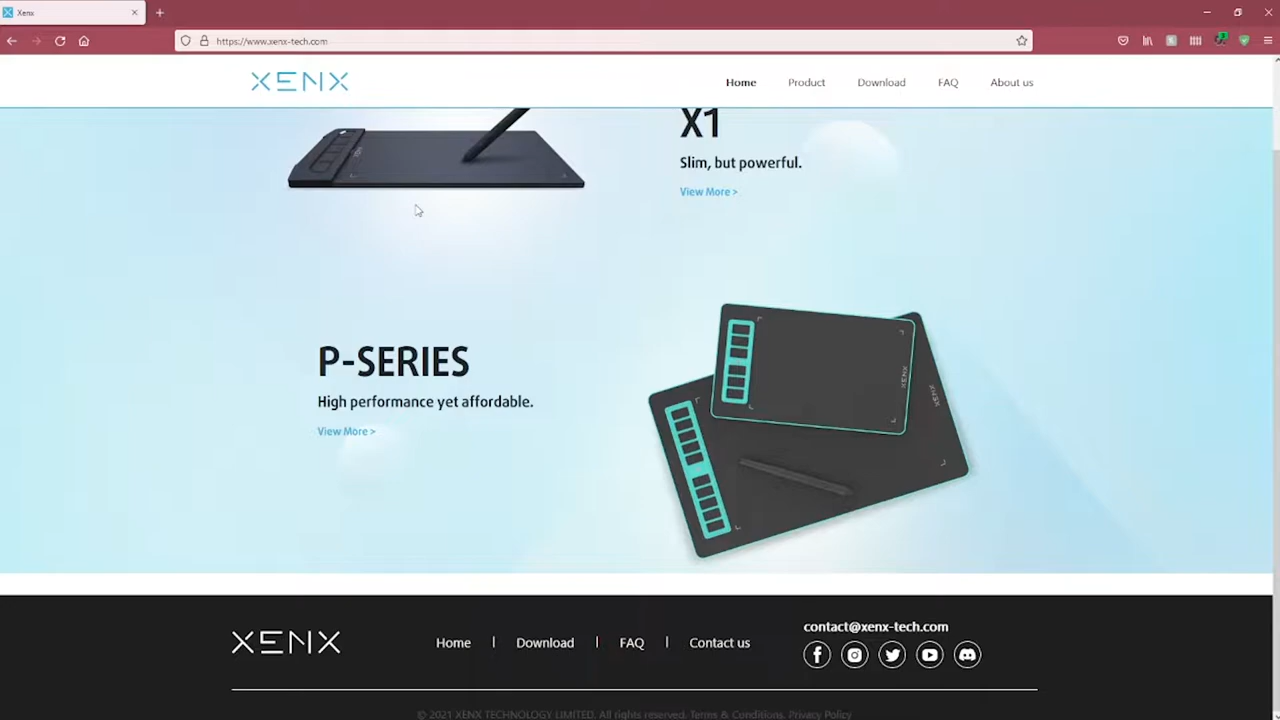 Xenx
https://www.xenx-tech.com
XENX
Home Product Download FAQ About us
X1
Slim, but powerful.
View More >
P-SERIES
High performance yet affordable.
View More >
XENX
XENX
XENX
Home | Download | FAQ | Contact us
contact@xenx-tech.com
© 2021 XENX TECHNOLOGY LIMITED. All rights reserved. Terms & Conditions. Privacy Policy